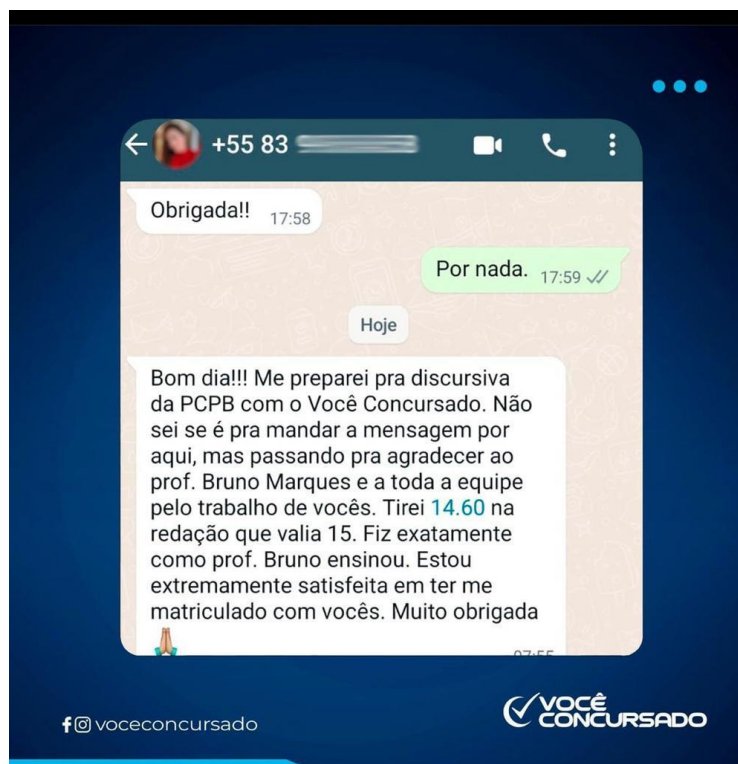 +55 83
Obrigada!! 17:58
Por nada. 17:59
Hoje
Bom dia!!! Me preparei pra discursiva
da PCPB com o Você Concursado. Não
sei se é pra mandar a mensagem por
aqui, mas passando pra agradecer ao
prof. Bruno Marques e a toda a equipe
pelo trabalho de vocês. Tirei 14.60 na
redação que valia 15. Fiz exatamente
como prof. Bruno ensinou. Estou
extremamente satisfeita em ter me
matriculado com vocês. Muito obrigada
voceconcursado
VOCÊ
CONCURSADO